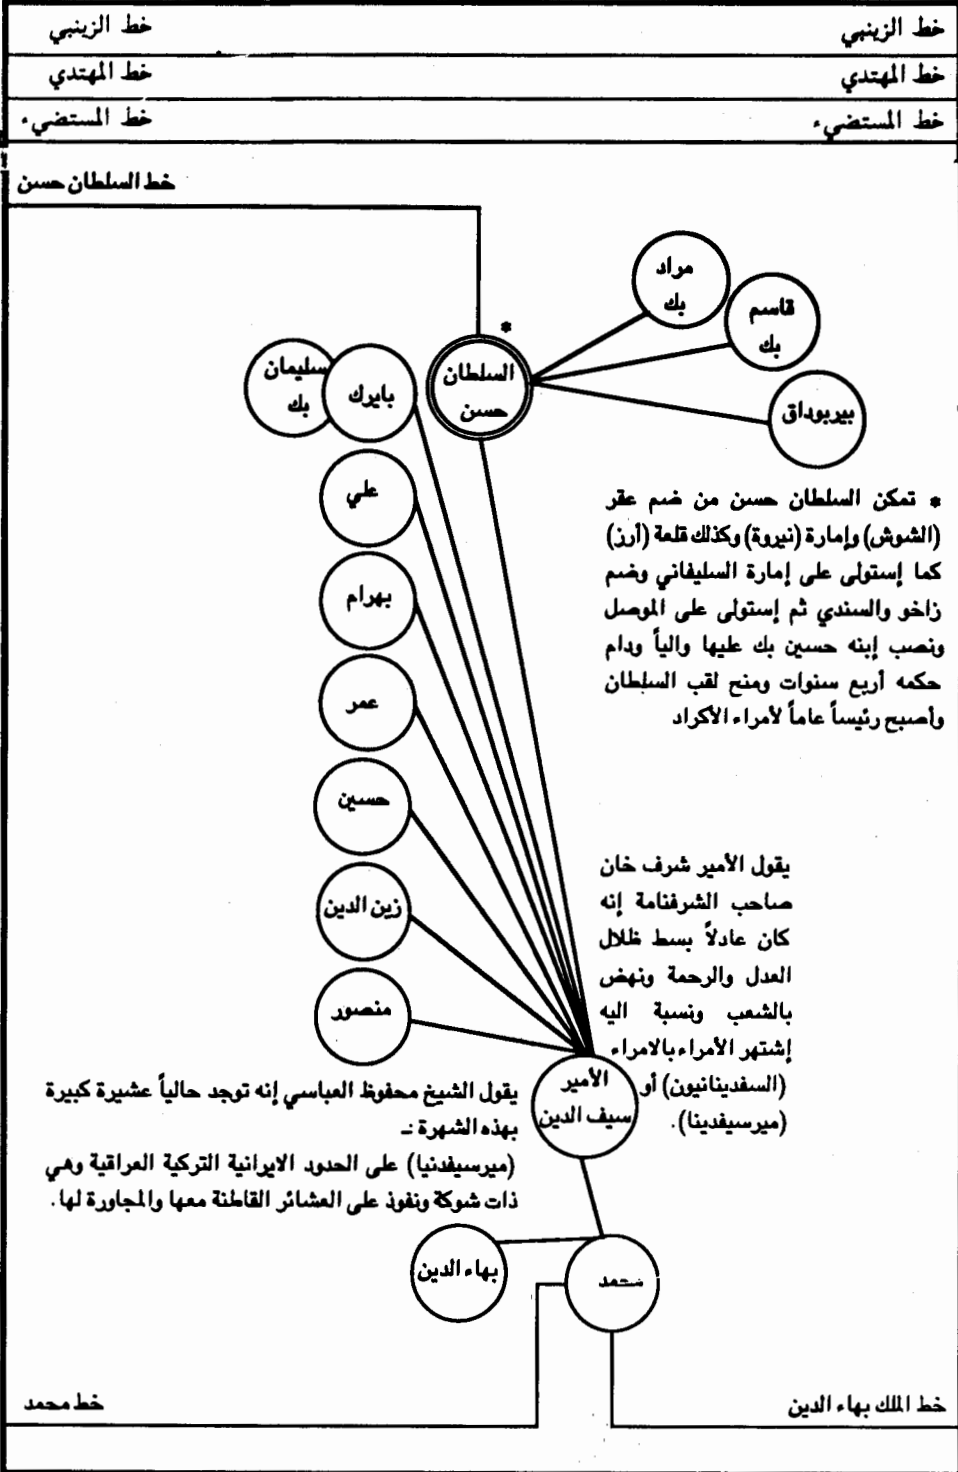 خط الزينبي
خط الزينبي
خط المهتدي
خط المهتدي
خط المستضيء
خط المستضيء
خط السلطان حسن
مراد
بك
قاسم
بك
بيربوداق
*
السلطان
حسن
بايرك
سليمان
بك
علي
بهرام
عمر
حسين
زين الدين
منصور
* تمكن السلطان حسن من ضم عقر
(الشوش) وإمارة (نيروة) وكذلك قلعة (أرز)
كما إستولى على إمارة السليفاني وضم
زاخو والسندي ثم إستولى على الموصل
ونصب إبنه حسين بك عليها والياً ودام
حكمه أربع سنوات ومنح لقب السلطان
وأصبح رئيساً عاماً لأمراء الأكراد
يقول الأمير شرف خان
صاحب الشرفنامة إنه
كان عادلاً بسط ظلال
العدل والرحمة ونهض
بالشعب ونسبة اليه
إشتهر الأمراء بالامراء
(السفدينانيون) أو
(ميرسيفدينا).
الأمير
سيف الدين
يقول الشيخ محفوظ العباسي إنه توجد حالياً عشيرة كبيرة
بهذه الشهرة :ـ
(ميرسيفدنيا) على الحدود الايرانية التركية العراقية وهي
ذات شوكة ونفوذ على العشائر القاطنة معها والمجاورة لها.
بهاء الدين
محمد
خط الملك بهاء الدين
خط محمد